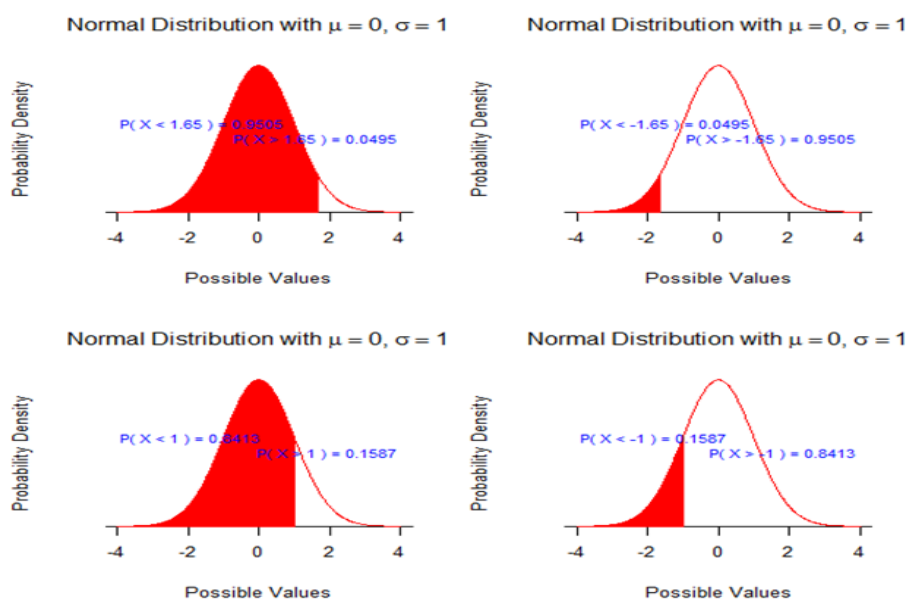 Normal Distribution with μ = 0, σ = 1
Probability Density
P( X < 1.65 ) = 0.9505
P( X > 1.65 ) = 0.0495
-4 -2 0 2 4
Possible Values
Normal Distribution with μ = 0, σ = 1
Probability Density
P( X < -1.65 ) = 0.0495
P( X > -1.65 ) = 0.9505
-4 -2 0 2 4
Possible Values
Normal Distribution with μ = 0, σ = 1
Probability Density
P( X < 1 ) = 0.8413
P( X > 1 ) = 0.1587
-4 -2 0 2 4
Possible Values
Normal Distribution with μ = 0, σ = 1
Probability Density
P( X < -1 ) = 0.1587
P( X > -1 ) = 0.8413
-4 -2 0 2 4
Possible Values